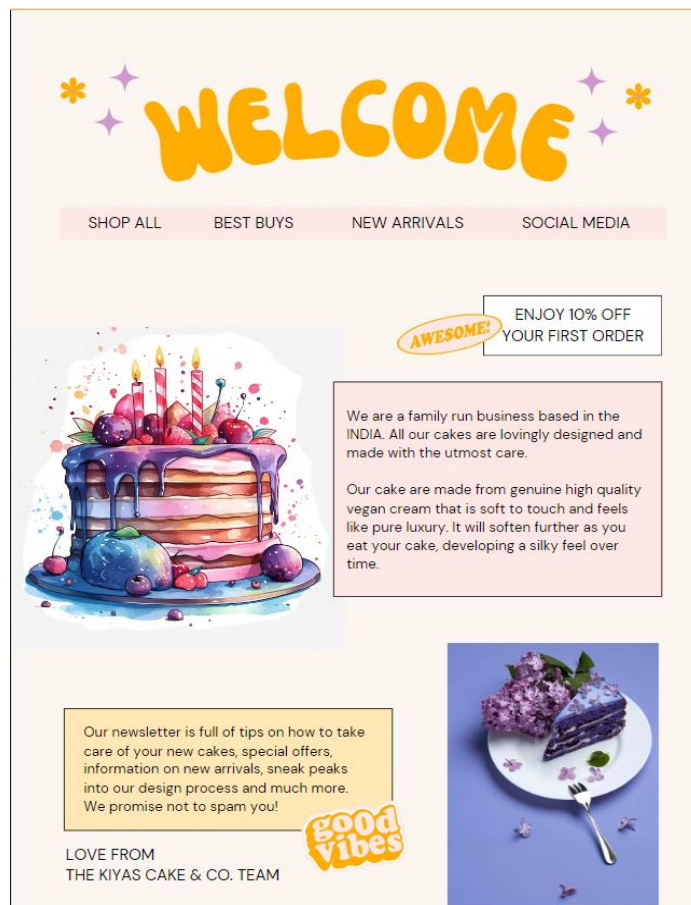 WELCOME
SHOP ALL BEST BUYS NEW ARRIVALS SOCIAL MEDIA
ENJOY 10% OFF
YOUR FIRST ORDER
AWESOME!
We are a family run business based in the
INDIA. All our cakes are lovingly designed and
made with the utmost care.
Our cake are made from genuine high quality
vegan cream that is soft to touch and feels
like pure luxury. It will soften further as you
eat your cake, developing a silky feel over
time.
Our newsletter is full of tips on how to take
care of your new cakes, special offers,
information on new arrivals, sneak peaks
into our design process and much more.
We promise not to spam you!
good
vibes
LOVE FROM
THE KIYAS CAKE & CO. TEAM